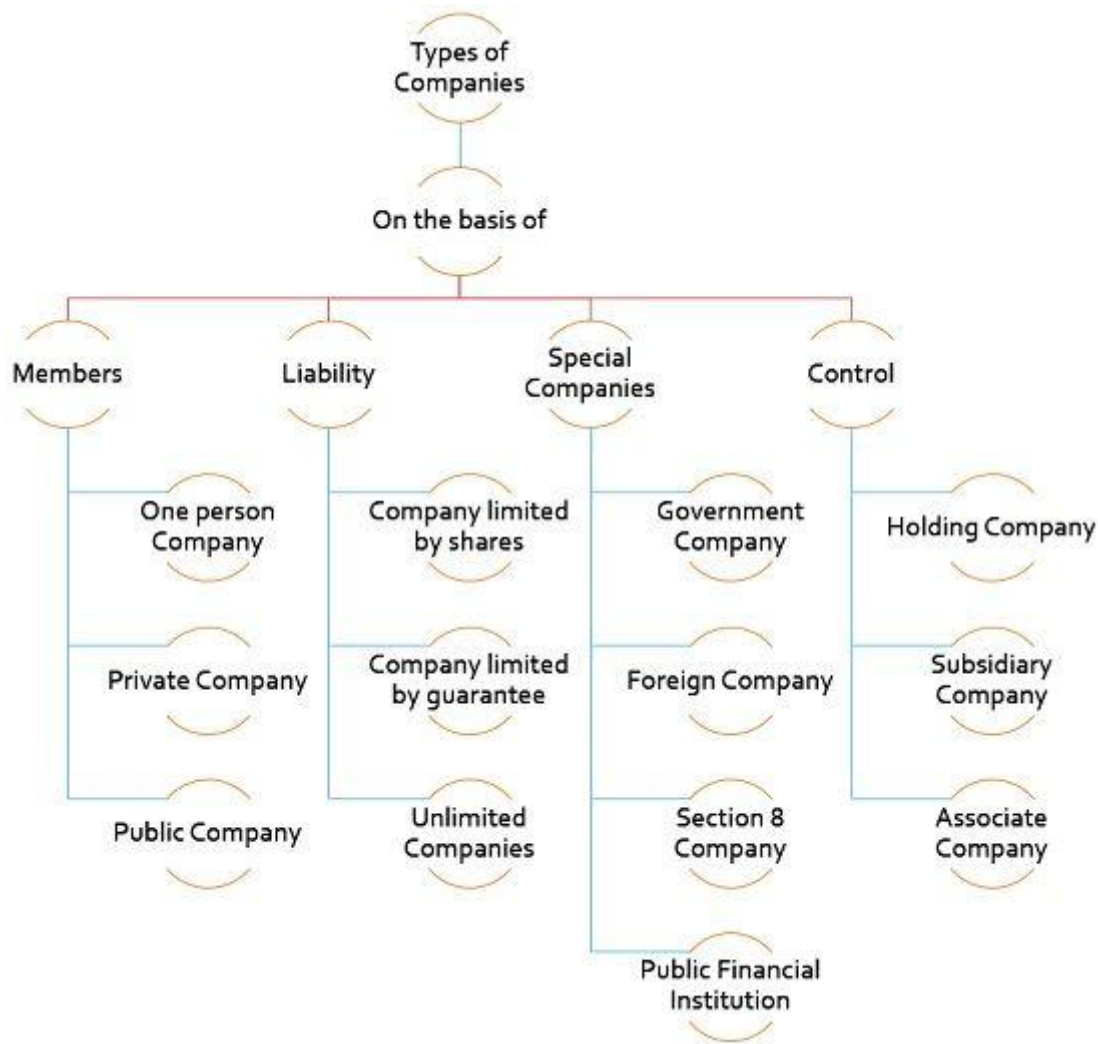 Types of
Companies
On the basis of
Members
Liability
Special
Companies
Control
One person
Company
Company limited
by shares
Government
Company
Holding Company
Private Company
Company limited
by guarantee
Foreign Company
Subsidiary
Company
Public Company
Unlimited
Companies
Section 8
Company
Associate
Company
Public Financial
Institution